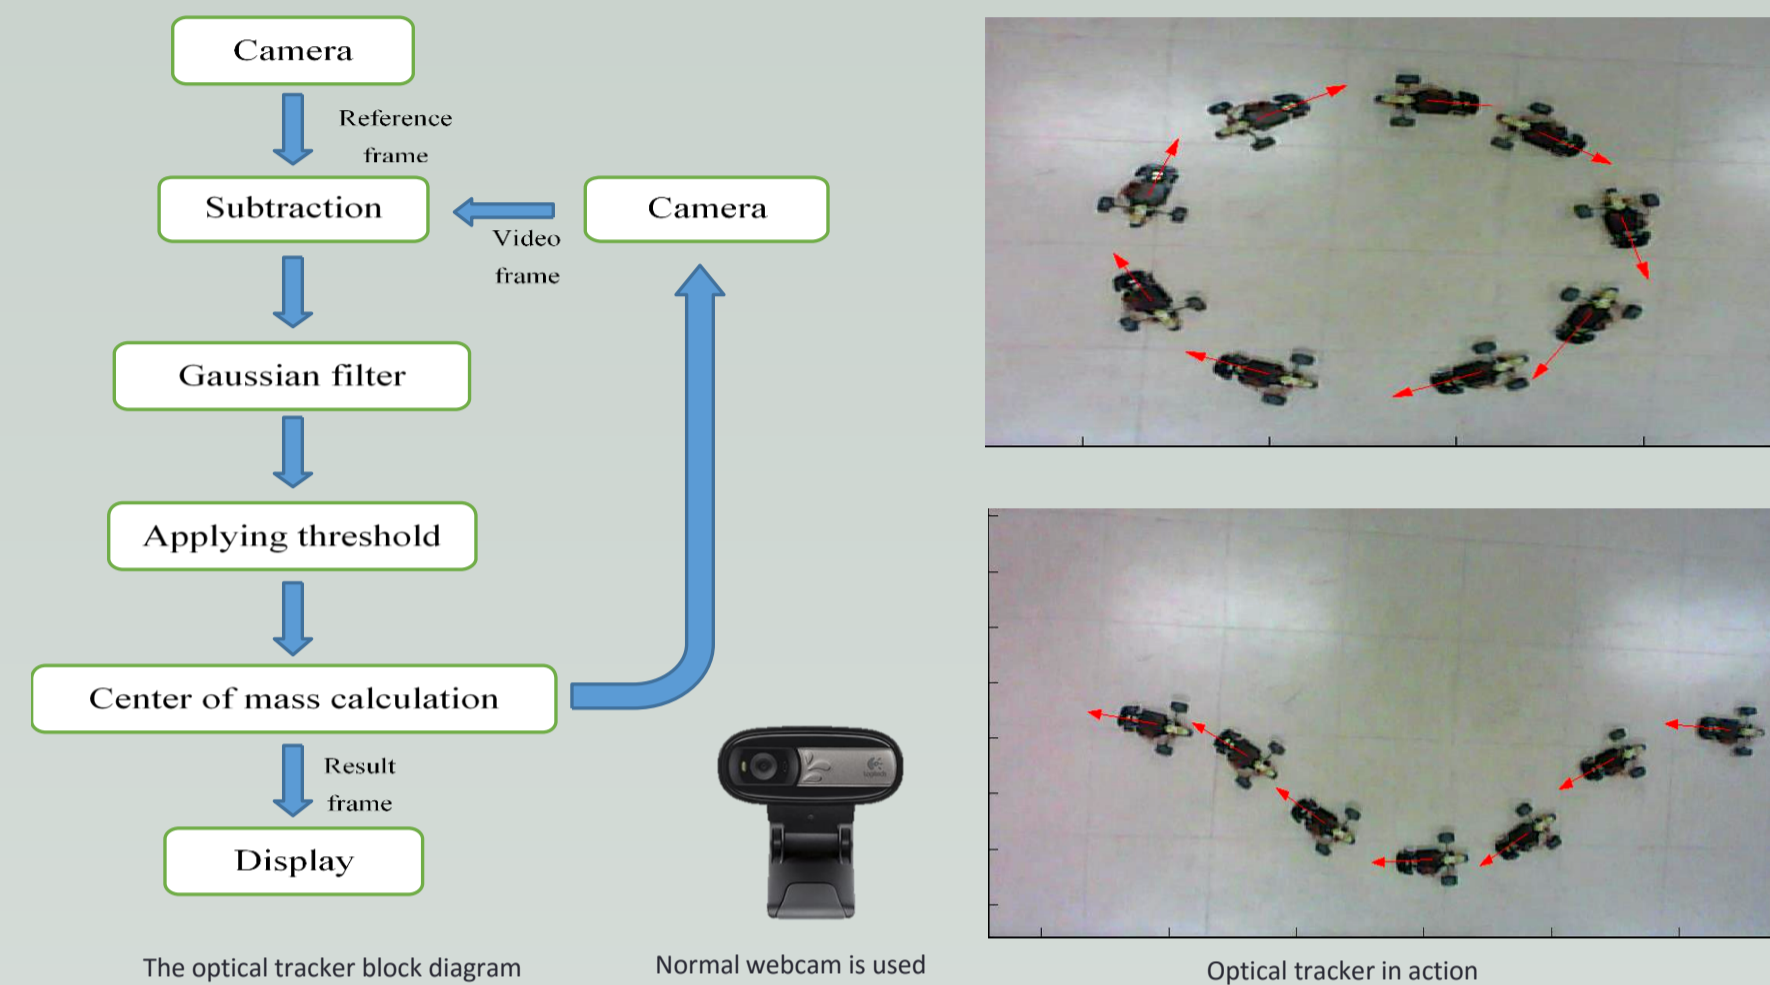 Camera
Reference
frame
Subtraction
Camera
Video
frame
Gaussian filter
Applying threshold
Center of mass calculation
Result
frame
Display
Logitech
The optical tracker block diagram
Normal webcam is used
Optical tracker in action